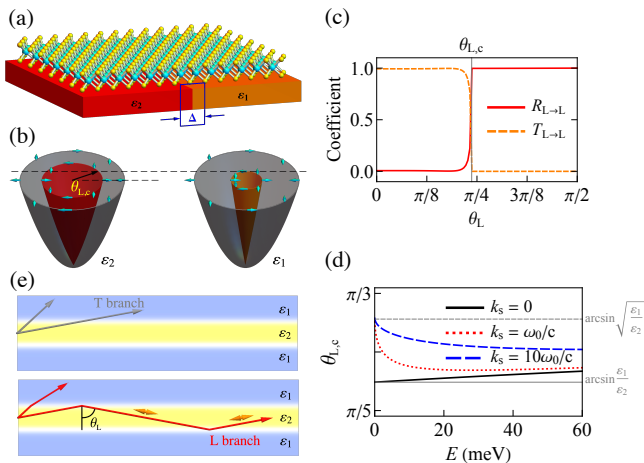 (a)
ε₂
ε₁
Δ
(b)
θL,c
ε₂
ε₁
(c)
θL,c
Coefficient
1.0
0.0
RL→L
TL→L
0
π/8
π/4
3π/8
π/2
θL
(d)
π/3
θL,c
π/5
ks = 0
ks = ω0/c
ks = 10ω0/c
arcsin√(ε₁/ε₂)
arcsin ε₁/ε₂
0
20
40
60
E (meV)
(e)
T branch
ε₁
ε₂
ε₁
θL
L branch
ε₁
ε₂
ε₁